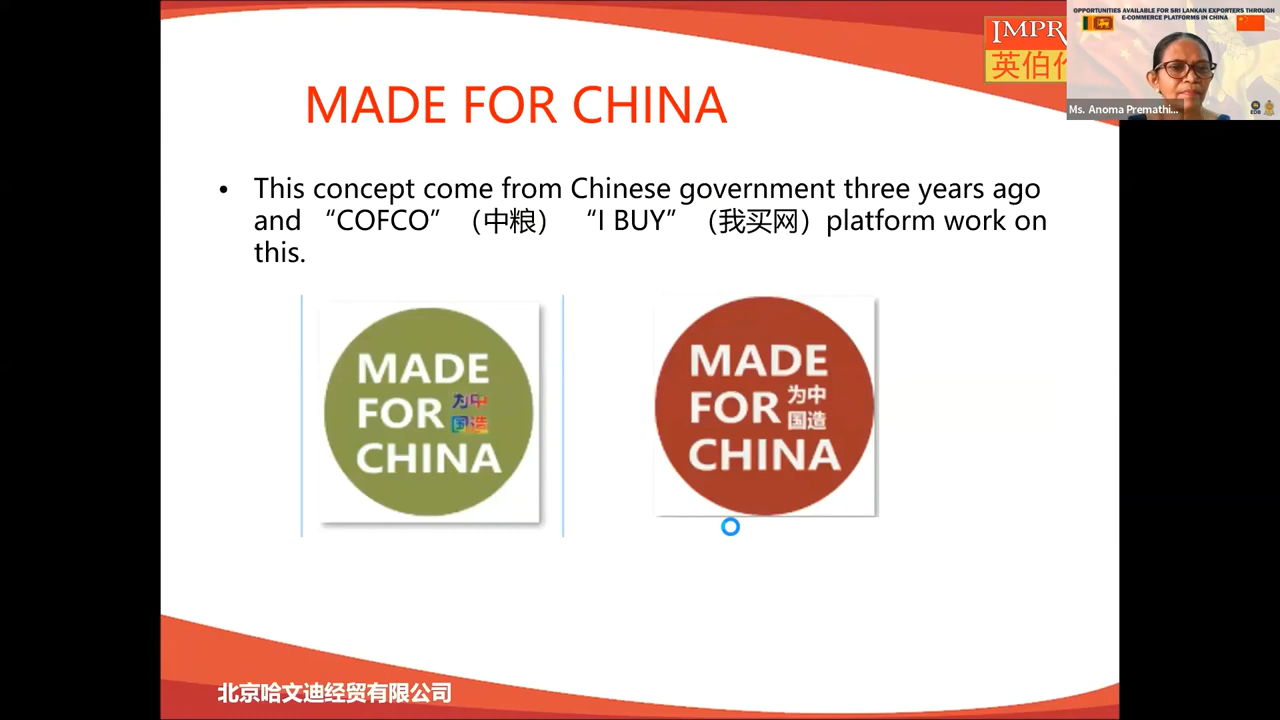 OPPORTUNITIES AVAILABLE FOR SRI LANKAN EXPORTERS THROUGH
E-COMMERCE PLATFORMS IN CHINA
IMPR
英伯
Ms. Anoma Premathi...
EDB
MADE FOR CHINA
• This concept come from Chinese government three years ago
and “COFCO”（中粮） “I BUY”（我买网）platform work on
this.
MADE
FOR 为中
国造
CHINA
MADE
FOR 为中
国造
CHINA
北京哈文迪经贸有限公司